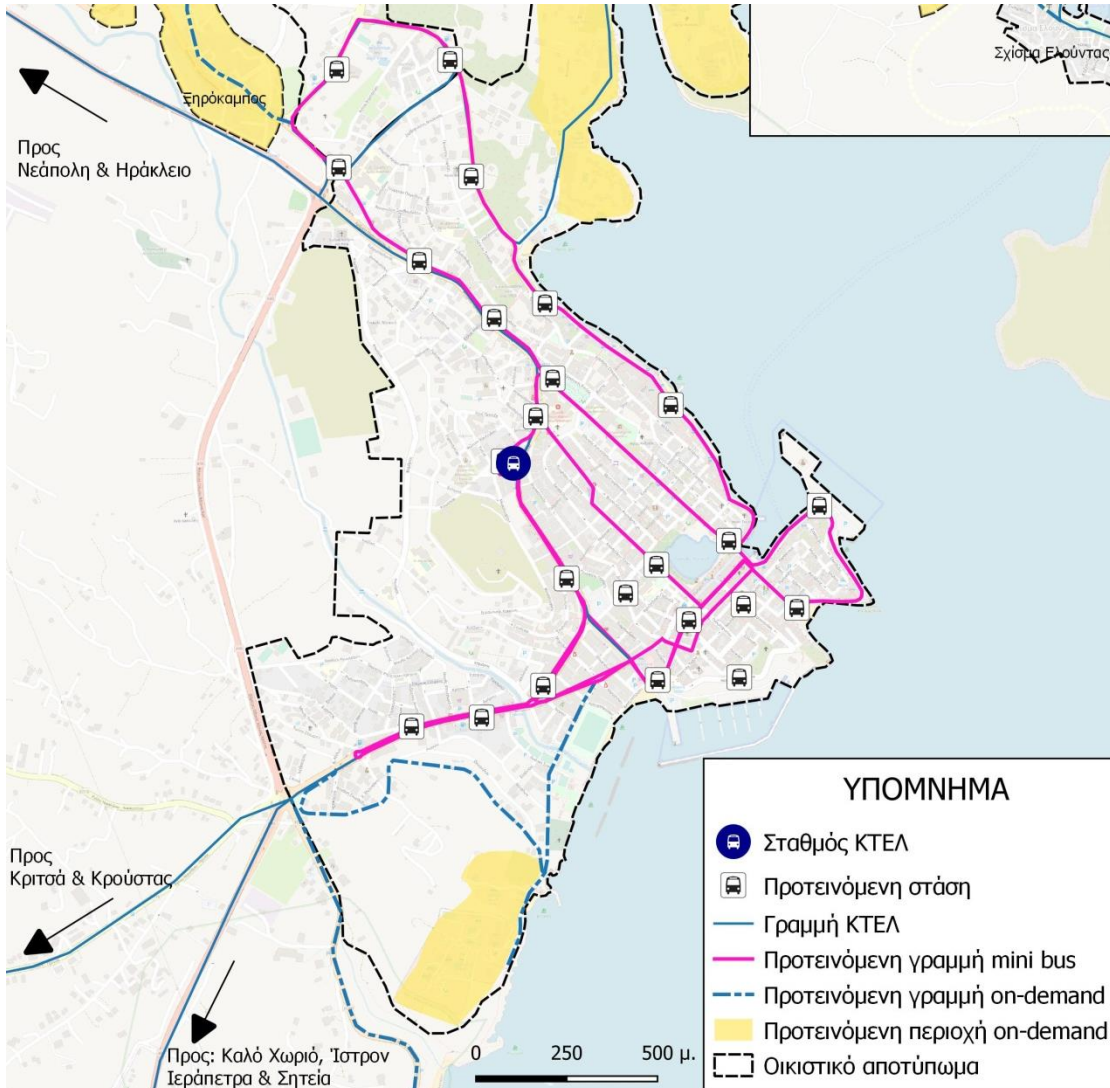 Σχίσμα Ελούντας
Ξηρόκαμπος
Προς
Νεάπολη & Ηράκλειο
Προς
Κριτσά & Κρούστας
Προς: Καλό Χωριό, Ίστρον
Ιεράπετρα & Σητεία
0 250 500 μ.
ΥΠΟΜΝΗΜΑ
Σταθμός ΚΤΕΛ
Προτεινόμενη στάση
Γραμμή ΚΤΕΛ
Προτεινόμενη γραμμή mini bus
Προτεινόμενη γραμμή on-demand
Προτεινόμενη περιοχή on-demand
Οικιστικό αποτύπωμα